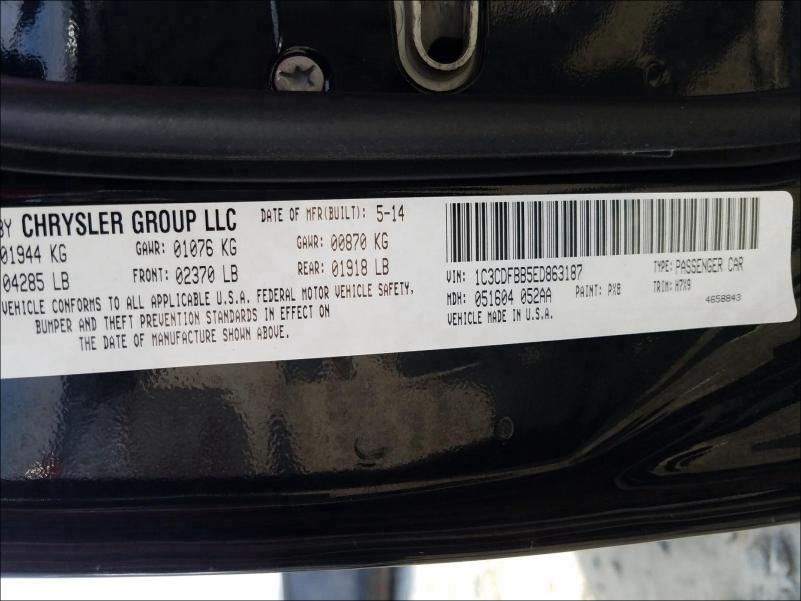 BY CHRYSLER GROUP LLC DATE OF MFR(BUILT): 5-14
01944 KG GAWR: 01076 KG GAWR: 00870 KG
04285 LB FRONT: 02370 LB REAR: 01918 LB
VEHICLE CONFORMS TO ALL APPLICABLE U.S.A. FEDERAL MOTOR VEHICLE SAFETY,
BUMPER AND THEFT PREVENTION STANDARDS IN EFFECT ON
THE DATE OF MANUFACTURE SHOWN ABOVE.
VIN: 1C3CDFBB5ED863187 TYPE: PASSENGER CAR
MDH: 051604 052AA PAINT: PX8 TRIM: H7X9
VEHICLE MADE IN U.S.A. 4658843